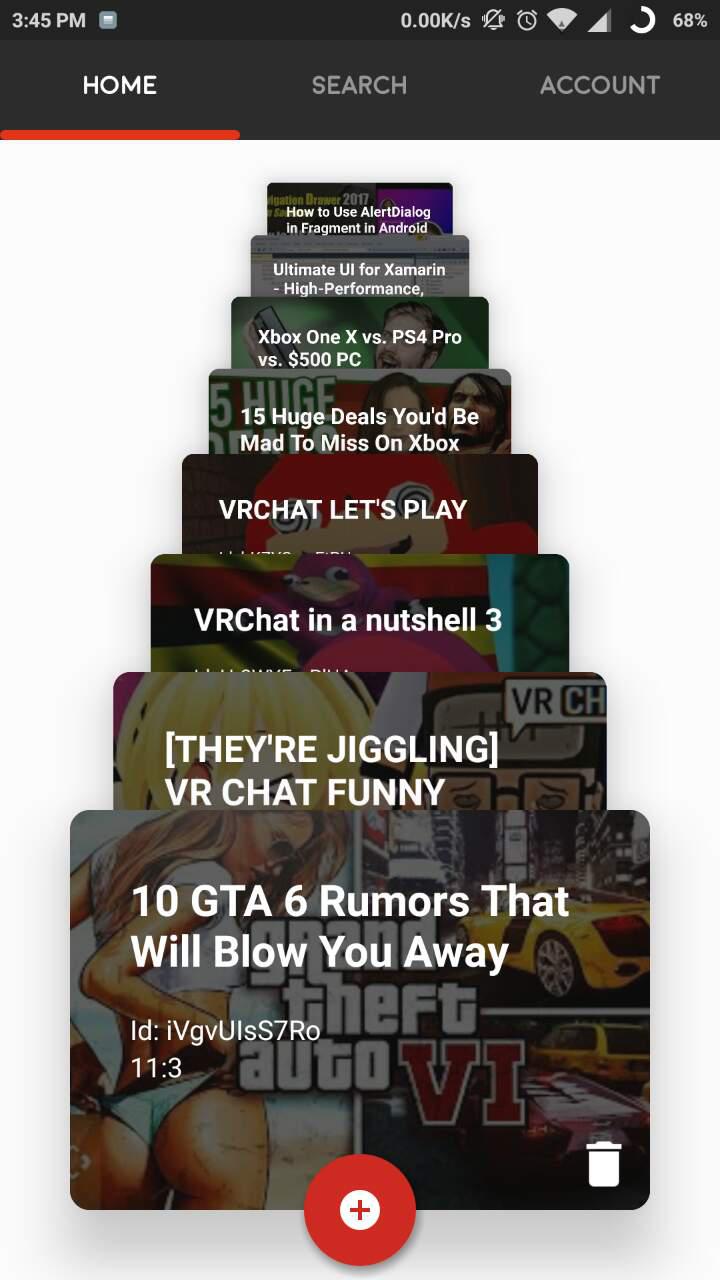 3:45 PM 0.00K/s 68%
HOME SEARCH ACCOUNT
vigation Drawer 2017
How to Use AlertDialog
in Fragment in Android
Ultimate UI for Xamarin
- High-Performance,
Xbox One X vs. PS4 Pro
vs. $500 PC
5 HUGE
DEALS
15 Huge Deals You'd Be
Mad To Miss On Xbox
VRCHAT LET'S PLAY
VRChat in a nutshell 3
VR CH
[THEY'RE JIGGLING]
VR CHAT FUNNY
10 GTA 6 Rumors That
Will Blow You Away
grand
theft
auto VI
Id: iVgvUIsS7Ro
11:3